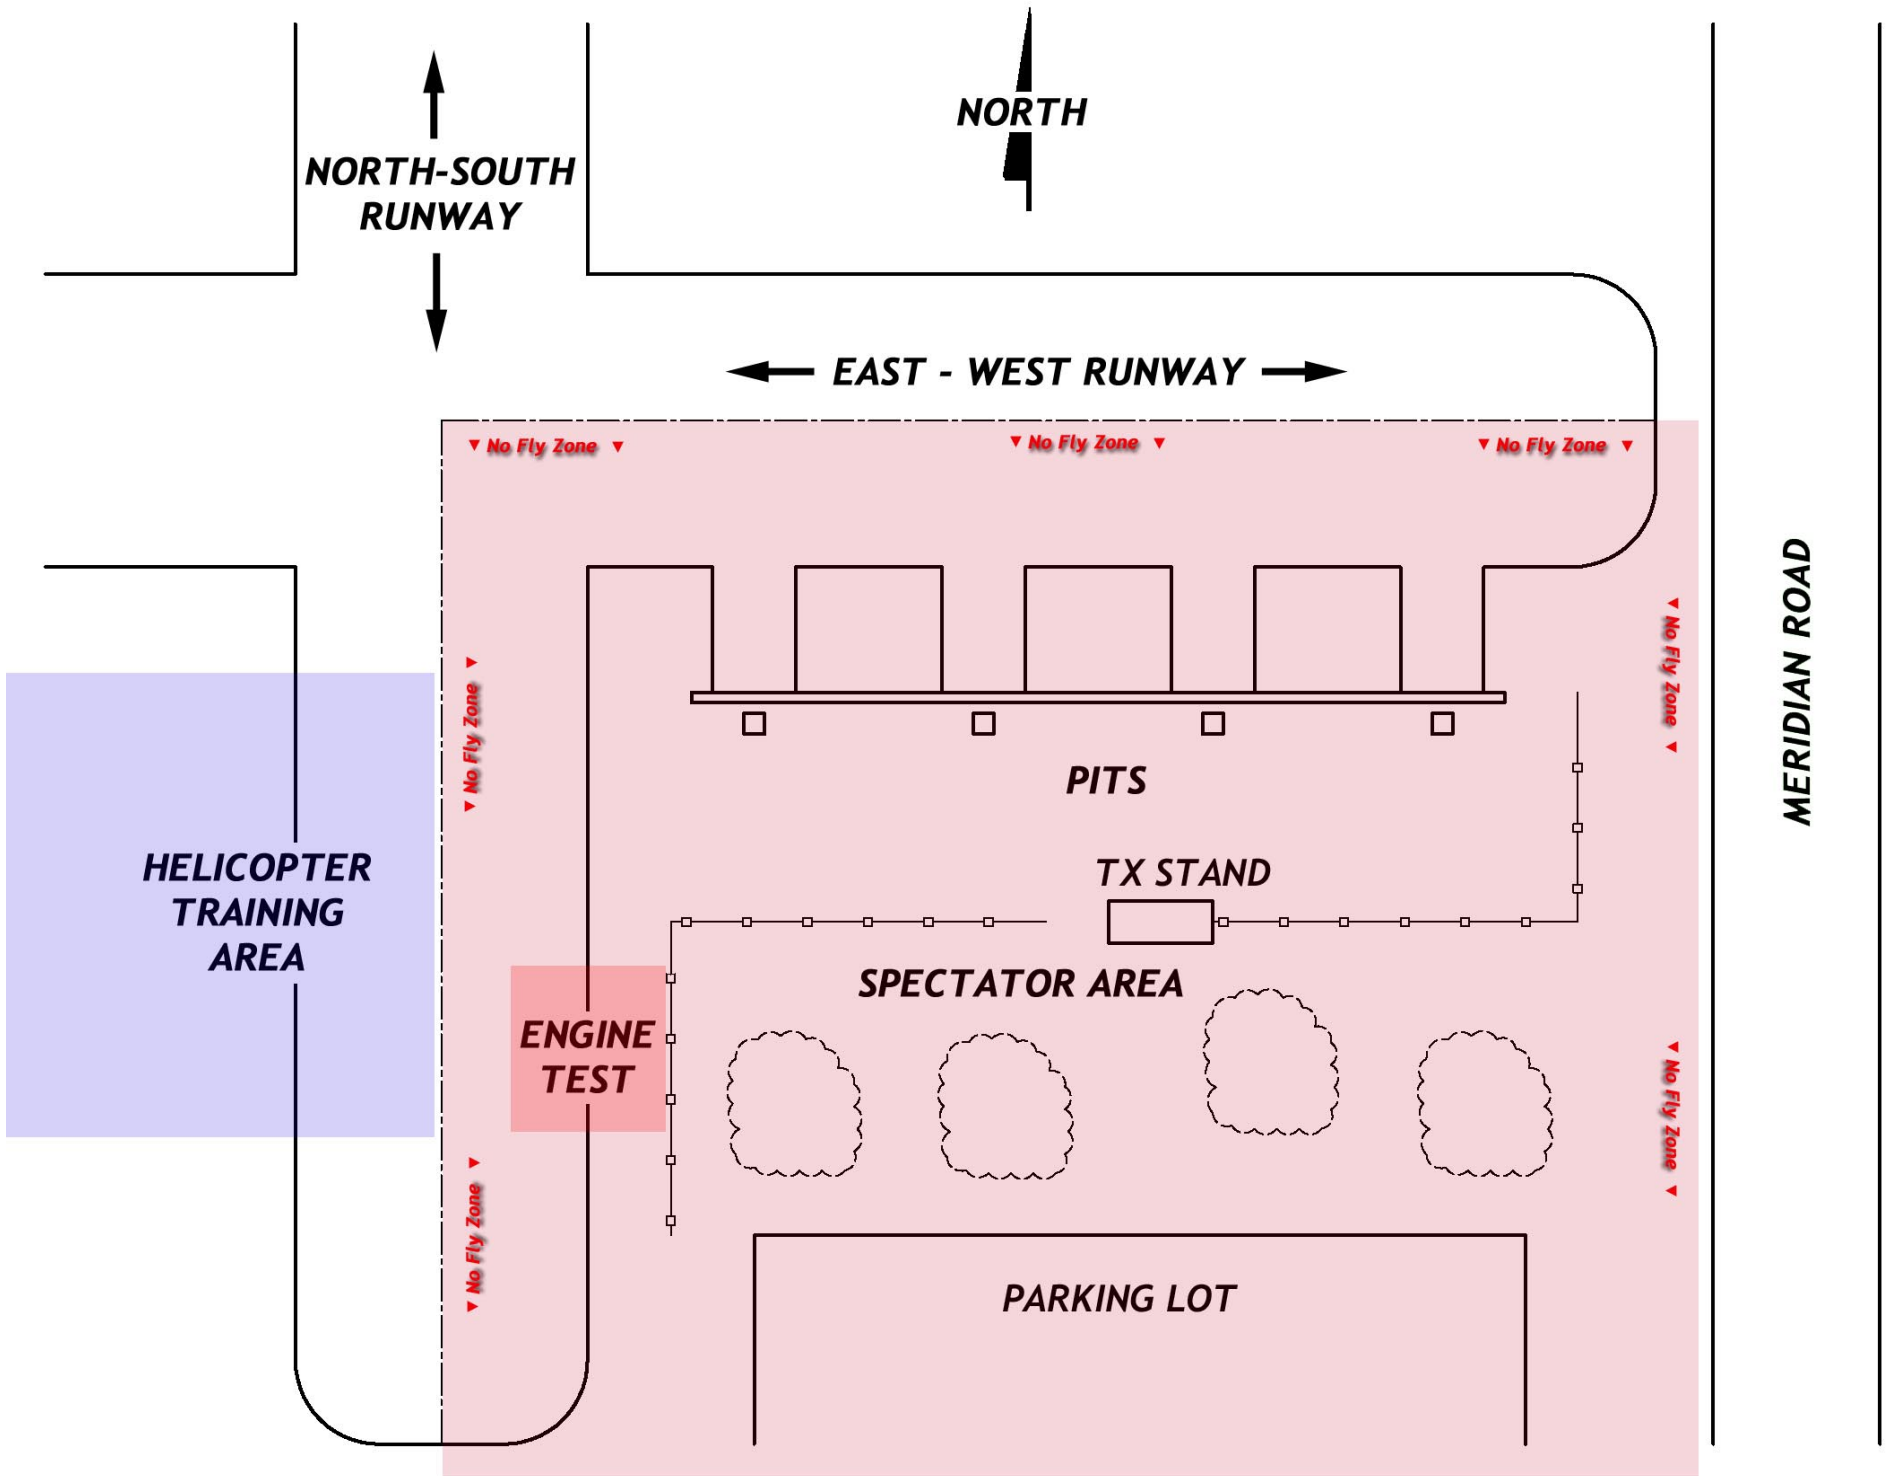 NORTH
NORTH-SOUTH
RUNWAY
EAST - WEST RUNWAY
No Fly Zone
No Fly Zone
No Fly Zone
No Fly Zone
No Fly Zone
MERIDIAN ROAD
PITS
HELICOPTER
TRAINING
AREA
TX STAND
SPECTATOR AREA
ENGINE
TEST
No Fly Zone
No Fly Zone
PARKING LOT